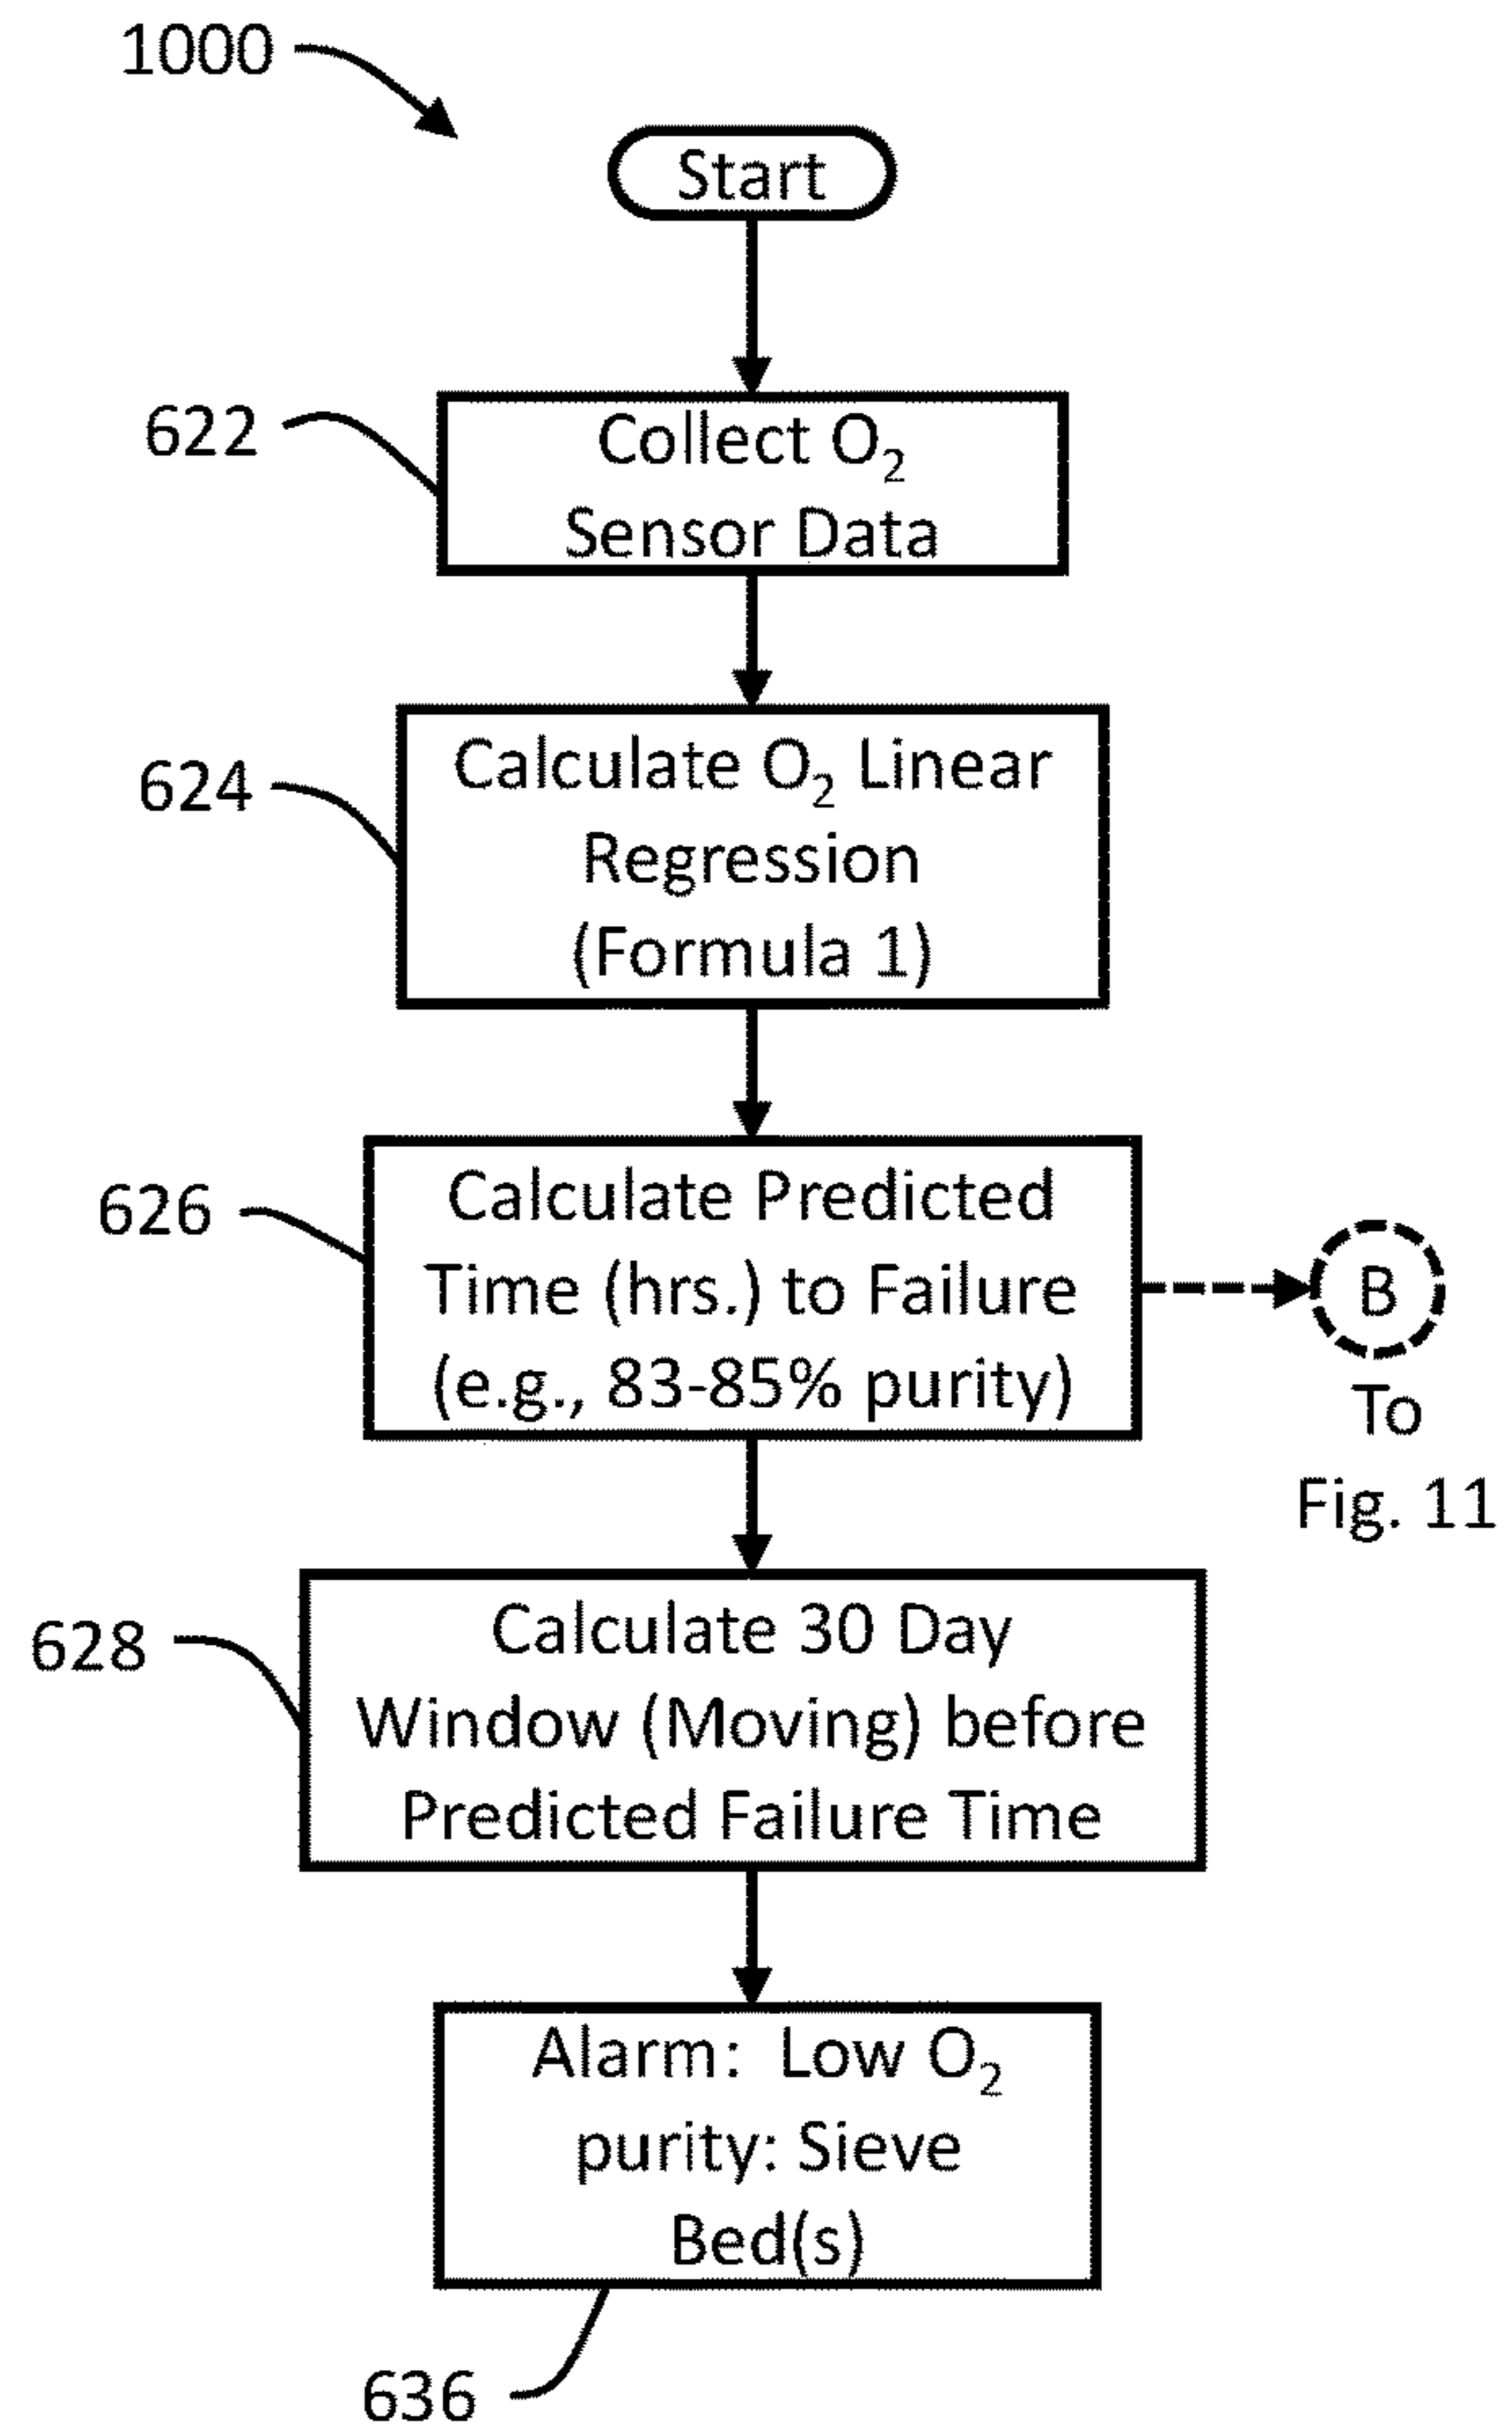 1000
Start
622
Collect O₂
Sensor Data
624
Calculate O₂ Linear
Regression
(Formula 1)
626
Calculate Predicted
Time (hrs.) to Failure
(e.g., 83-85% purity)
B
To
Fig. 11
628
Calculate 30 Day
Window (Moving) before
Predicted Failure Time
Alarm:  Low O₂
purity: Sieve
Bed(s)
636